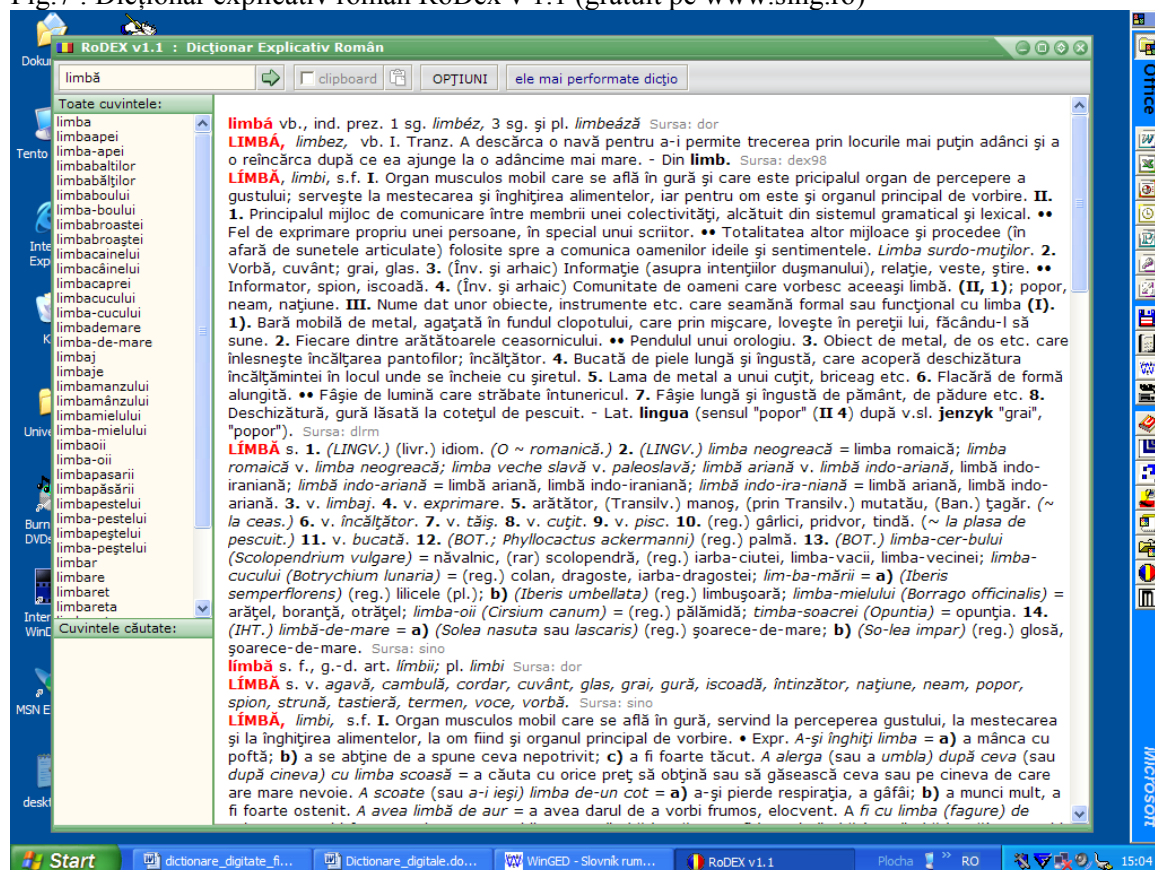 Fig.7 : Dicționar explicativ român RoDex v 1.1 (gratuit pe www.sing.ro)
RoDEX v1.1 : Dicţionar Explicativ Român
limbă
clipboard
OPŢIUNI
ele mai performate dicţio
Toate cuvintele:
limba
limbaapei
limba-apei
limbabaltilor
limbabălţilor
limbaboului
limba-boului
limbabroastei
limbabroaştei
limbacainelui
limbacâinelui
limbacaprei
limbacucului
limba-cucului
limbademare
limba-de-mare
limbaj
limbaje
limbamanzului
limbamânzului
limbamielului
limba-mielului
limbaoii
limba-oii
limbapasarii
limbapăsării
limbapestelui
limba-pestelui
limbapeştelui
limba-peştelui
limbar
limbare
limbaret
limbareta
Cuvintele căutate:
limbá vb., ind. prez. 1 sg. limbéz, 3 sg. şi pl. limbeáză Sursa: dor
LIMBÁ, limbez, vb. I. Tranz. A descărca o navă pentru a-i permite trecerea prin locurile mai puţin adânci şi a
o reîncărca după ce ea ajunge la o adâncime mai mare. - Din limb. Sursa: dex98
LÍMBĂ, limbi, s.f. I. Organ musculos mobil care se află în gură şi care este pricipalul organ de percepere a
gustului; serveşte la mestecarea şi înghiţirea alimentelor, iar pentru om este şi organul principal de vorbire. II.
1. Principalul mijloc de comunicare între membrii unei colectivităţi, alcătuit din sistemul gramatical şi lexical. ••
Fel de exprimare propriu unei persoane, în special unui scriitor. •• Totalitatea altor mijloace şi procedee (în
afară de sunetele articulate) folosite spre a comunica oamenilor ideile şi sentimentele. Limba surdo-muţilor. 2.
Vorbă, cuvânt; grai, glas. 3. (Înv. şi arhaic) Informaţie (asupra intenţiilor duşmanului), relaţie, veste, ştire. ••
Informator, spion, iscoadă. 4. (Înv. şi arhaic) Comunitate de oameni care vorbesc aceeaşi limbă. (II, 1); popor,
neam, naţiune. III. Nume dat unor obiecte, instrumente etc. care seamănă formal sau funcţional cu limba (I).
1). Bară mobilă de metal, agaţată în fundul clopotului, care prin mişcare, loveşte în pereţii lui, făcându-l să
sune. 2. Fiecare dintre arătătoarele ceasornicului. •• Pendulul unui orologiu. 3. Obiect de metal, de os etc. care
înlesneşte încălţarea pantofilor; încălţător. 4. Bucată de piele lungă şi îngustă, care acoperă deschizătura
încălţămintei în locul unde se încheie cu şiretul. 5. Lama de metal a unui cuţit, briceag etc. 6. Flacără de formă
alungită. •• Fâşie de lumină care străbate întunericul. 7. Fâşie lungă şi îngustă de pământ, de pădure etc. 8.
Deschizătură, gură lăsată la coteţul de pescuit. - Lat. lingua (sensul "popor" (II 4) după v.sl. jenzyk "grai",
"popor"). Sursa: dlrm
LÍMBĂ s. 1. (LINGV.) (livr.) idiom. (O ~ romanică.) 2. (LINGV.) limba neogreacă = limba romaică; limba
romaică v. limba neogreacă; limba veche slavă v. paleoslavă; limbă ariană v. limbă indo-ariană, limbă indo-
iraniană; limbă indo-ariană = limbă ariană, limbă indo-iraniană; limbă indo-ira-niană = limbă ariană, limbă indo-
ariană. 3. v. limbaj. 4. v. exprimare. 5. arătător, (Transilv.) manoş, (prin Transilv.) mutatău, (Ban.) ţagăr. (~
la ceas.) 6. v. încălţător. 7. v. tăiş. 8. v. cuţit. 9. v. pisc. 10. (reg.) gârlici, pridvor, tindă. (~ la plasa de
pescuit.) 11. v. bucată. 12. (BOT.; Phyllocactus ackermanni) (reg.) palmă. 13. (BOT.) limba-cer-bului
(Scolopendrium vulgare) = năvalnic, (rar) scolopendră, (reg.) iarba-ciutei, limba-vacii, limba-vecinei; limba-
cucului (Botrychium lunaria) = (reg.) colan, dragoste, iarba-dragostei; lim-ba-mării = a) (Iberis
semperflorens) (reg.) lilicele (pl.); b) (Iberis umbellata) (reg.) limbuşoară; limba-mielului (Borrago officinalis) =
arăţel, boranţă, otrăţel; limba-oii (Cirsium canum) = (reg.) pălămidă; timba-soacrei (Opuntia) = opunţia. 14.
(IHT.) limbă-de-mare = a) (Solea nasuta sau lascaris) (reg.) şoarece-de-mare; b) (So-lea impar) (reg.) glosă,
şoarece-de-mare. Sursa: sino
límbă s. f., g.-d. art. límbii; pl. limbi Sursa: dor
LÍMBĂ s. v. agavă, cambulă, cordar, cuvânt, glas, grai, gură, iscoadă, întinzător, naţiune, neam, popor,
spion, strună, tastieră, termen, voce, vorbă. Sursa: sino
LÍMBĂ, limbi, s.f. I. Organ musculos mobil care se află în gură, servind la perceperea gustului, la mestecarea
şi la înghiţirea alimentelor, la om fiind şi organul principal de vorbire. • Expr. A-şi înghiţi limba = a) a mânca cu
poftă; b) a se abţine de a spune ceva nepotrivit; c) a fi foarte tăcut. A alerga (sau a umbla) după ceva (sau
după cineva) cu limba scoasă = a căuta cu orice preţ să obţină sau să găsească ceva sau pe cineva de care
are mare nevoie. A scoate (sau a-i ieşi) limba de-un cot = a) a-şi pierde respiraţia, a gâfâi; b) a munci mult, a
fi foarte ostenit. A avea limbă de aur = a avea darul de a vorbi frumos, elocvent. A fi cu limba (fagure) de
Office
Microsoft
Tento
Inte
Exp
Unive
Burn
DVDs
Inter
WinD
MSN E
deskt
Start
dictionare_digitate_fi...
Dictionare_digitale.do...
WinGED - Slovník rum...
RoDEX v1.1
Plocha
RO
15:04